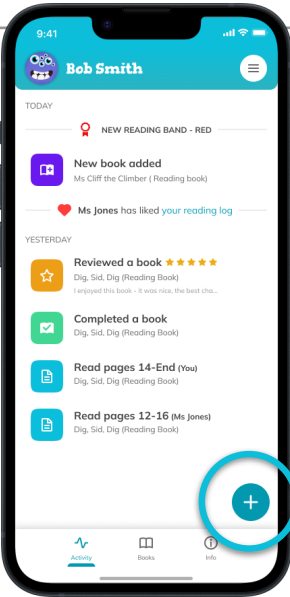 9:41
Bob Smith
TODAY
NEW READING BAND - RED
New book added
Ms Cliff the Climber ( Reading book)
Ms Jones has liked your reading log
YESTERDAY
Reviewed a book
Dig, Sid, Dig (Reading Book)
I enjoyed this book - it was nice, the best cha...
Completed a book
Dig, Sid, Dig (Reading Book)
Read pages 14-End (You)
Dig, Sid, Dig (Reading Book)
Read pages 12-16 (Ms Jones)
Dig, Sid, Dig (Reading Book)
Activity Books Info